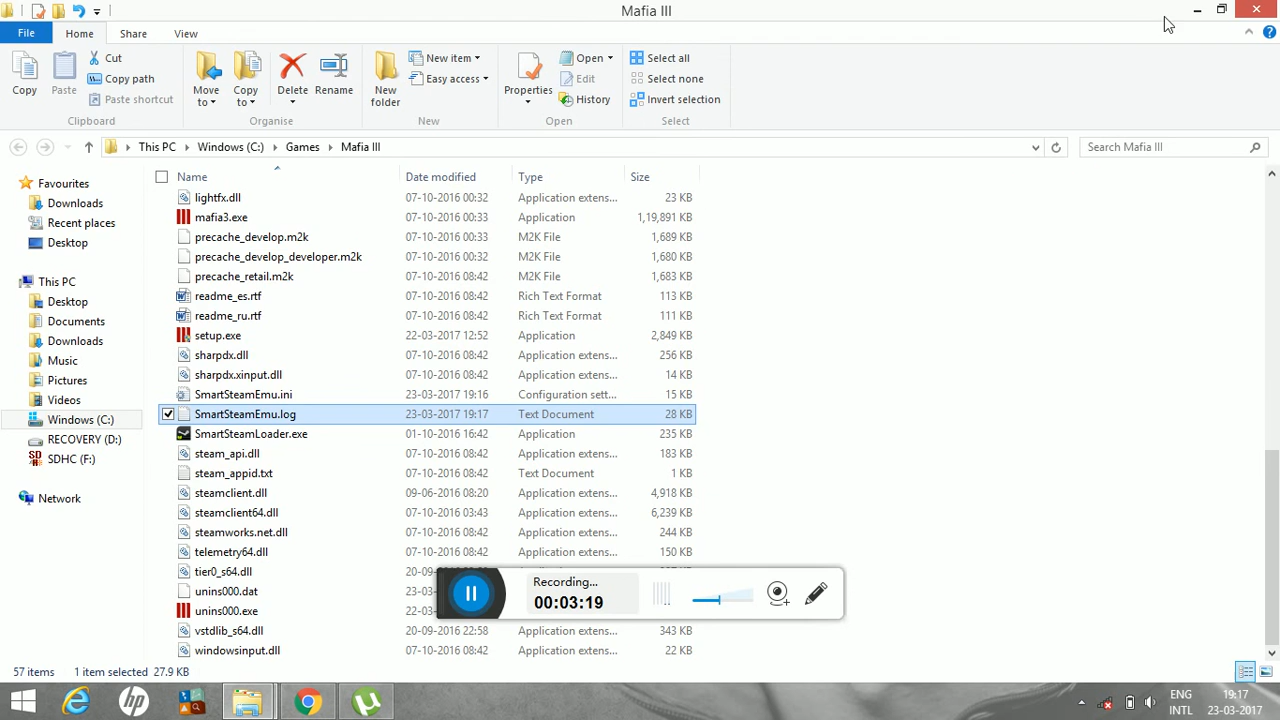 Mafia III
File Home Share View
Copy
Paste
Cut
Copy path
Paste shortcut
Clipboard
Move to
Copy to
Delete
Rename
Organise
New folder
New item
Easy access
New
Properties
Open
Edit
History
Open
Select all
Select none
Invert selection
Select
This PC Windows (C:) Games Mafia III
Search Mafia III
Favourites
Downloads
Recent places
Desktop
This PC
Desktop
Documents
Downloads
Music
Pictures
Videos
Windows (C:)
RECOVERY (D:)
SDHC (F:)
Network
Name Date modified Type Size
lightfx.dll 07-10-2016 00:32 Application extens... 23 KB
mafia3.exe 07-10-2016 00:33 Application 1,19,891 KB
precache_develop.m2k 07-10-2016 00:33 M2K File 1,689 KB
precache_develop_developer.m2k 07-10-2016 00:32 M2K File 1,680 KB
precache_retail.m2k 07-10-2016 08:42 M2K File 1,683 KB
readme_es.rtf 07-10-2016 08:42 Rich Text Format 113 KB
readme_ru.rtf 07-10-2016 08:42 Rich Text Format 111 KB
setup.exe 22-03-2017 12:52 Application 2,849 KB
sharpdx.dll 07-10-2016 08:42 Application extens... 256 KB
sharpdx.xinput.dll 07-10-2016 08:42 Application extens... 14 KB
SmartSteamEmu.ini 23-03-2017 19:16 Configuration sett... 15 KB
SmartSteamEmu.log 23-03-2017 19:17 Text Document 28 KB
SmartSteamLoader.exe 01-10-2016 16:42 Application 235 KB
steam_api.dll 07-10-2016 08:42 Application extens... 183 KB
steam_appid.txt 07-10-2016 08:42 Text Document 1 KB
steamclient.dll 09-06-2016 08:20 Application extens... 4,918 KB
steamclient64.dll 07-10-2016 03:43 Application extens... 6,239 KB
steamworks.net.dll 07-10-2016 08:42 Application extens... 244 KB
telemetry64.dll 07-10-2016 08:42 Application extens... 150 KB
tier0_s64.dll
unins000.dat
unins000.exe
vstdlib_s64.dll 20-09-2016 22:58 Application extens... 343 KB
windowsinput.dll 07-10-2016 08:42 Application extens... 22 KB
Recording...
00:03:19
57 items 1 item selected 27.9 KB
hp
ENG
INTL
19:17
23-03-2017